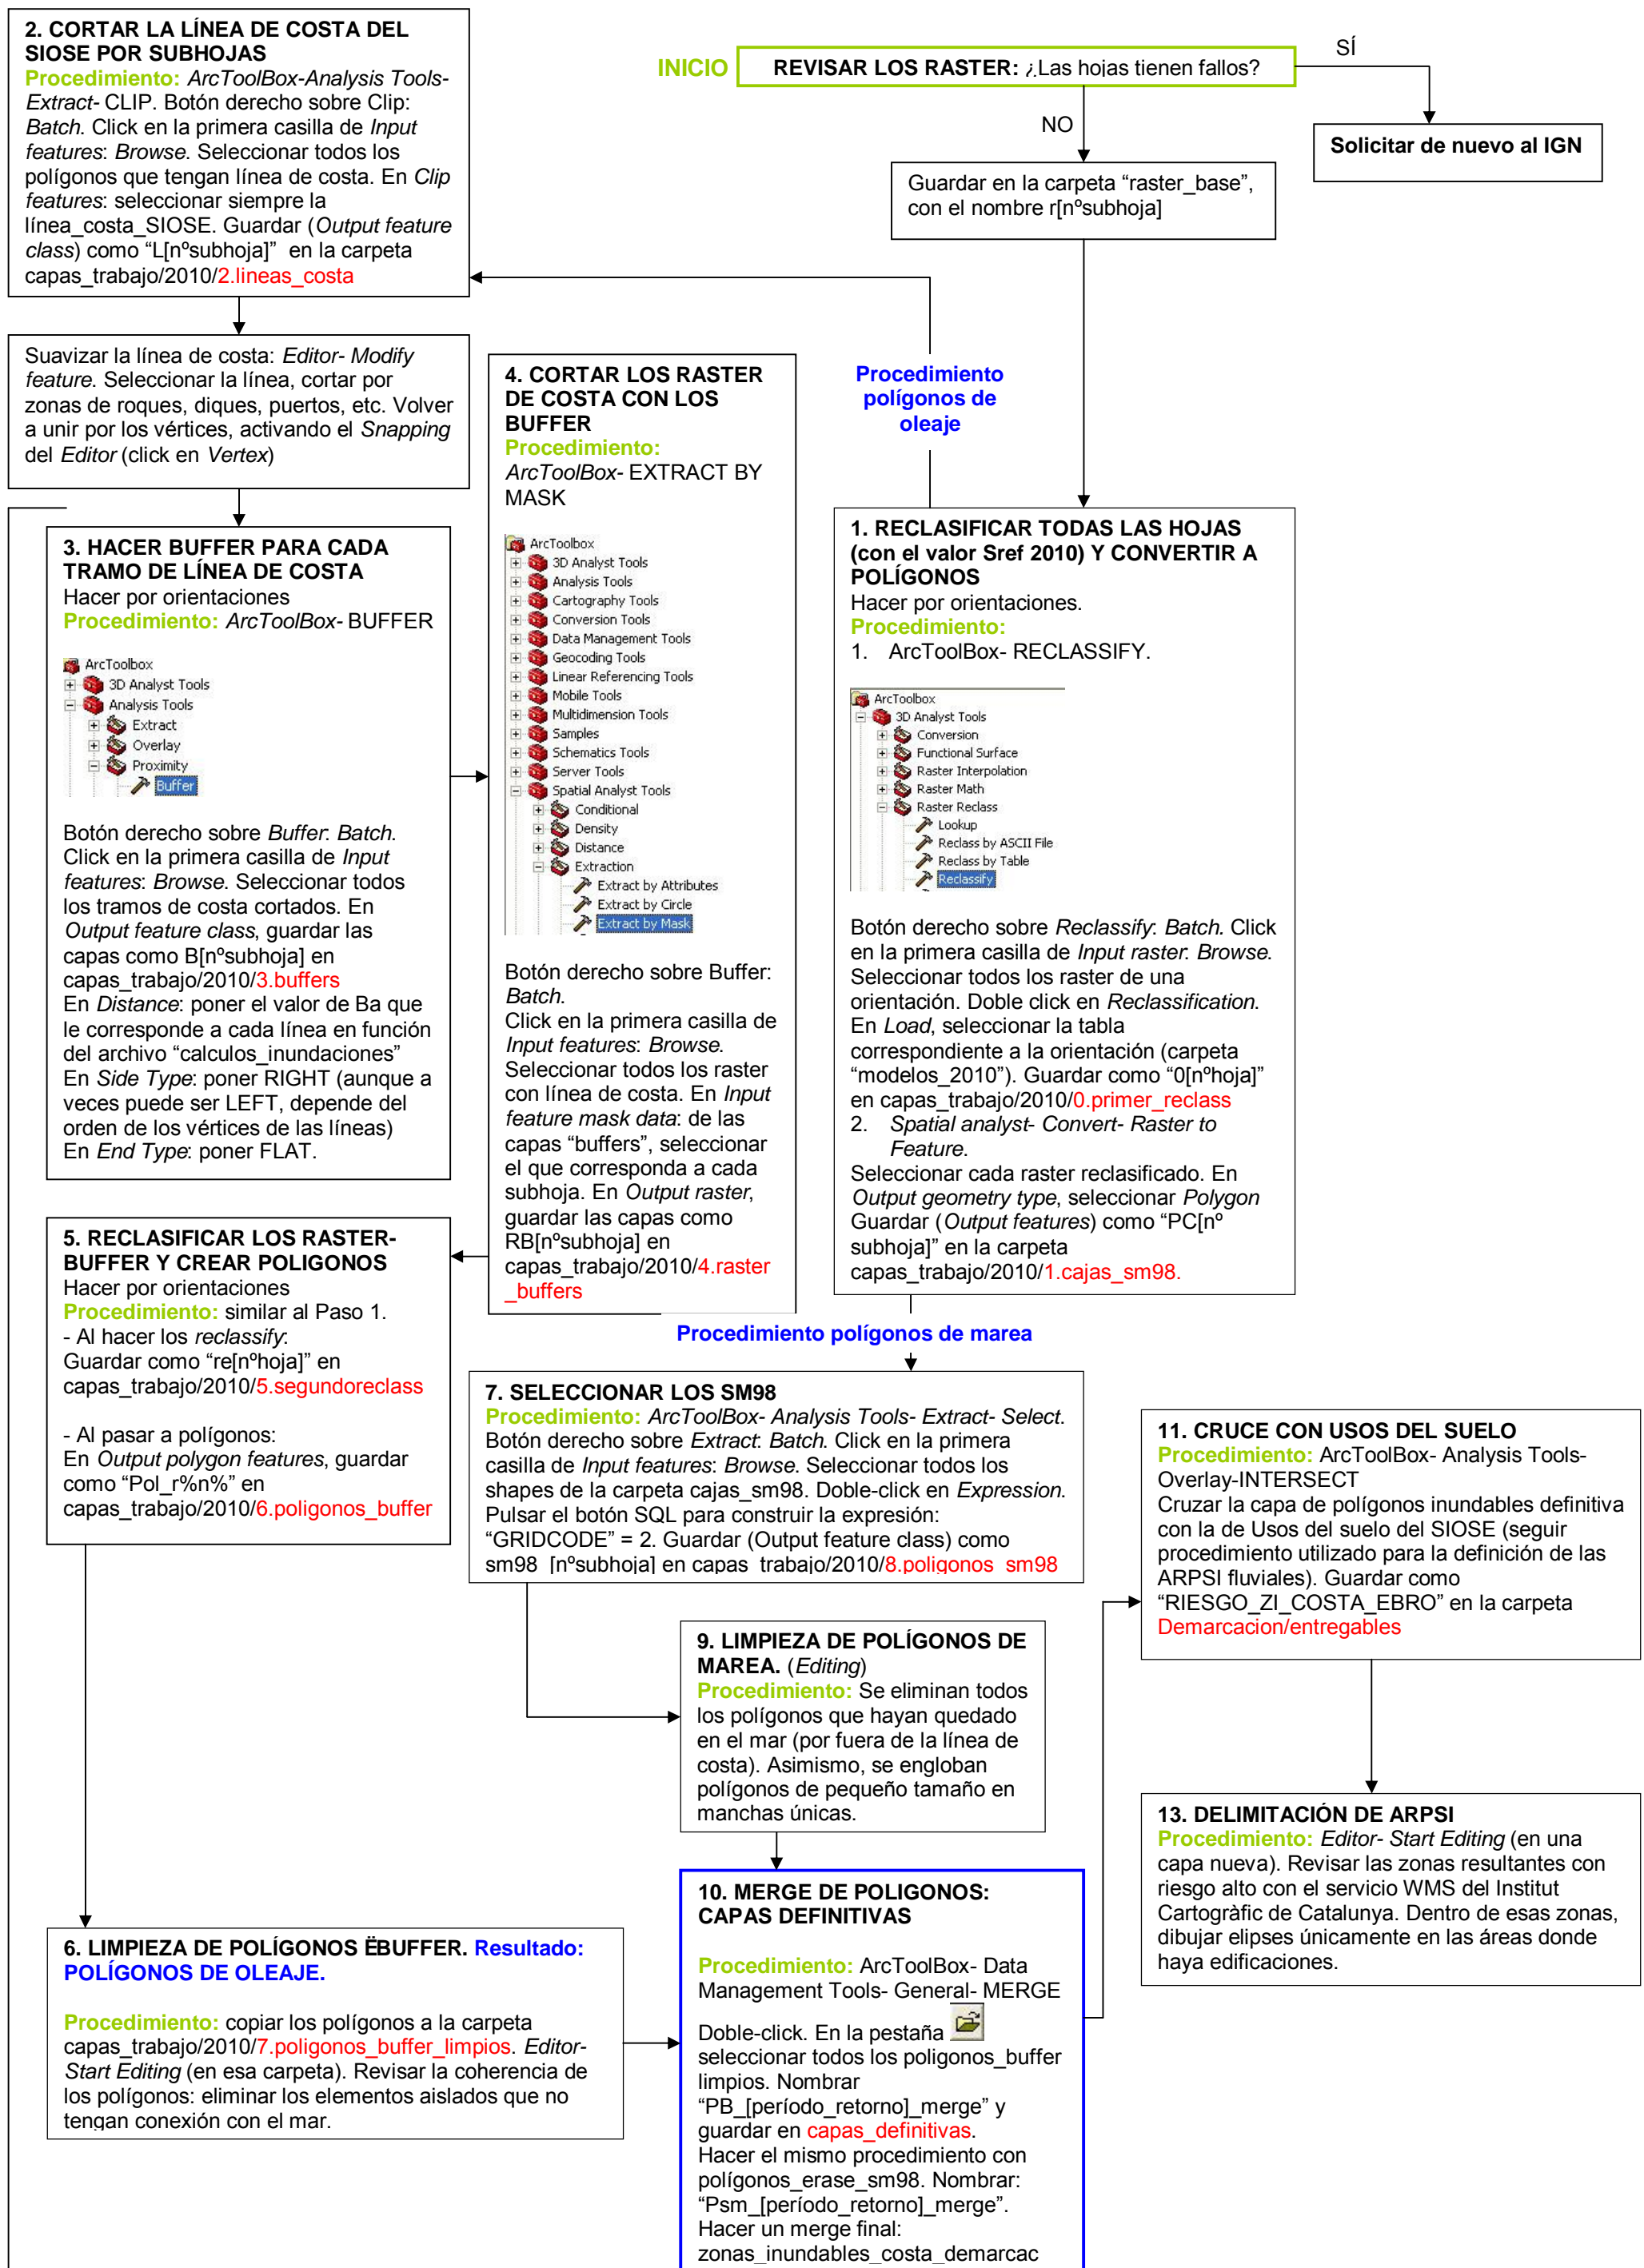 INICIO
REVISAR LOS RASTER: ¿Las hojas tienen fallos?
SÍ
NO
Solicitar de nuevo al IGN
Guardar en la carpeta “raster_base”,
con el nombre r[nºsubhoja]
2. CORTAR LA LÍNEA DE COSTA DEL
SIOSE POR SUBHOJAS
Procedimiento: ArcToolBox-Analysis Tools-
Extract- CLIP. Botón derecho sobre Clip:
Batch. Click en la primera casilla de Input
features: Browse. Seleccionar todos los
polígonos que tengan línea de costa. En Clip
features: seleccionar siempre la
línea_costa_SIOSE. Guardar (Output feature
class) como “L[nºsubhoja]” en la carpeta
capas_trabajo/2010/2.lineas_costa
Suavizar la línea de costa: Editor- Modify
feature. Seleccionar la línea, cortar por
zonas de roques, diques, puertos, etc. Volver
a unir por los vértices, activando el Snapping
del Editor (click en Vertex)
3. HACER BUFFER PARA CADA
TRAMO DE LÍNEA DE COSTA
Hacer por orientaciones
Procedimiento: ArcToolBox- BUFFER
ArcToolbox
3D Analyst Tools
Analysis Tools
Extract
Overlay
Proximity
Buffer
Botón derecho sobre Buffer: Batch.
Click en la primera casilla de Input
features: Browse. Seleccionar todos
los tramos de costa cortados. En
Output feature class, guardar las
capas como B[nºsubhoja] en
capas_trabajo/2010/3.buffers
En Distance: poner el valor de Ba que
le corresponde a cada línea en función
del archivo “calculos_inundaciones”
En Side Type: poner RIGHT (aunque a
veces puede ser LEFT, depende del
orden de los vértices de las líneas)
En End Type: poner FLAT.
4. CORTAR LOS RASTER
DE COSTA CON LOS
BUFFER
Procedimiento:
ArcToolBox- EXTRACT BY
MASK
ArcToolbox
3D Analyst Tools
Analysis Tools
Cartography Tools
Conversion Tools
Data Management Tools
Geocoding Tools
Linear Referencing Tools
Mobile Tools
Multidimension Tools
Samples
Schematics Tools
Server Tools
Spatial Analyst Tools
Conditional
Density
Distance
Extraction
Extract by Attributes
Extract by Circle
Extract by Mask
Botón derecho sobre Buffer:
Batch.
Click en la primera casilla de
Input features: Browse.
Seleccionar todos los raster
con línea de costa. En Input
feature mask data: de las
capas “buffers”, seleccionar
el que corresponda a cada
subhoja. En Output raster,
guardar las capas como
RB[nºsubhoja] en
capas_trabajo/2010/4.raster
_buffers
Procedimiento
polígonos de
oleaje
1. RECLASIFICAR TODAS LAS HOJAS
(con el valor Sref 2010) Y CONVERTIR A
POLÍGONOS
Hacer por orientaciones.
Procedimiento:
1. ArcToolBox- RECLASSIFY.
ArcToolbox
3D Analyst Tools
Conversion
Functional Surface
Raster Interpolation
Raster Math
Raster Reclass
Lookup
Reclass by ASCII File
Reclass by Table
Reclassify
Botón derecho sobre Reclassify: Batch. Click
en la primera casilla de Input raster: Browse.
Seleccionar todos los raster de una
orientación. Doble click en Reclassification.
En Load, seleccionar la tabla
correspondiente a la orientación (carpeta
“modelos_2010”). Guardar como “0[nºhoja]”
en capas_trabajo/2010/0.primer_reclass
2. Spatial analyst- Convert- Raster to
Feature.
Seleccionar cada raster reclasificado. En
Output geometry type, seleccionar Polygon
Guardar (Output features) como “PC[nº
subhoja]” en la carpeta
capas_trabajo/2010/1.cajas_sm98.
5. RECLASIFICAR LOS RASTER-
BUFFER Y CREAR POLIGONOS
Hacer por orientaciones
Procedimiento: similar al Paso 1.
- Al hacer los reclassify:
Guardar como “re[nºhoja]” en
capas_trabajo/2010/5.segundoreclass
- Al pasar a polígonos:
En Output polygon features, guardar
como “Pol_r%n%” en
capas_trabajo/2010/6.poligonos_buffer
Procedimiento polígonos de marea
7. SELECCIONAR LOS SM98
Procedimiento: ArcToolBox- Analysis Tools- Extract- Select.
Botón derecho sobre Extract: Batch. Click en la primera
casilla de Input features: Browse. Seleccionar todos los
shapes de la carpeta cajas_sm98. Doble-click en Expression.
Pulsar el botón SQL para construir la expresión:
“GRIDCODE” = 2. Guardar (Output feature class) como
sm98_[nºsubhoja] en capas_trabajo/2010/8.poligonos_sm98
9. LIMPIEZA DE POLÍGONOS DE
MAREA. (Editing)
Procedimiento: Se eliminan todos
los polígonos que hayan quedado
en el mar (por fuera de la línea de
costa). Asimismo, se engloban
polígonos de pequeño tamaño en
manchas únicas.
6. LIMPIEZA DE POLÍGONOS ËBUFFER. Resultado:
POLÍGONOS DE OLEAJE.
Procedimiento: copiar los polígonos a la carpeta
capas_trabajo/2010/7.poligonos_buffer_limpios. Editor-
Start Editing (en esa carpeta). Revisar la coherencia de
los polígonos: eliminar los elementos aislados que no
tengan conexión con el mar.
10. MERGE DE POLIGONOS:
CAPAS DEFINITIVAS
Procedimiento: ArcToolBox- Data
Management Tools- General- MERGE
Doble-click. En la pestaña
seleccionar todos los poligonos_buffer
limpios. Nombrar
“PB_[período_retorno]_merge” y
guardar en capas_definitivas.
Hacer el mismo procedimiento con
polígonos_erase_sm98. Nombrar:
“Psm_[período_retorno]_merge”.
Hacer un merge final:
zonas_inundables_costa_demarcac
11. CRUCE CON USOS DEL SUELO
Procedimiento: ArcToolBox- Analysis Tools-
Overlay-INTERSECT
Cruzar la capa de polígonos inundables definitiva
con la de Usos del suelo del SIOSE (seguir
procedimiento utilizado para la definición de las
ARPSI fluviales). Guardar como
“RIESGO_ZI_COSTA_EBRO” en la carpeta
Demarcacion/entregables
13. DELIMITACIÓN DE ARPSI
Procedimiento: Editor- Start Editing (en una
capa nueva). Revisar las zonas resultantes con
riesgo alto con el servicio WMS del Institut
Cartogràfic de Catalunya. Dentro de esas zonas,
dibujar elipses únicamente en las áreas donde
haya edificaciones.